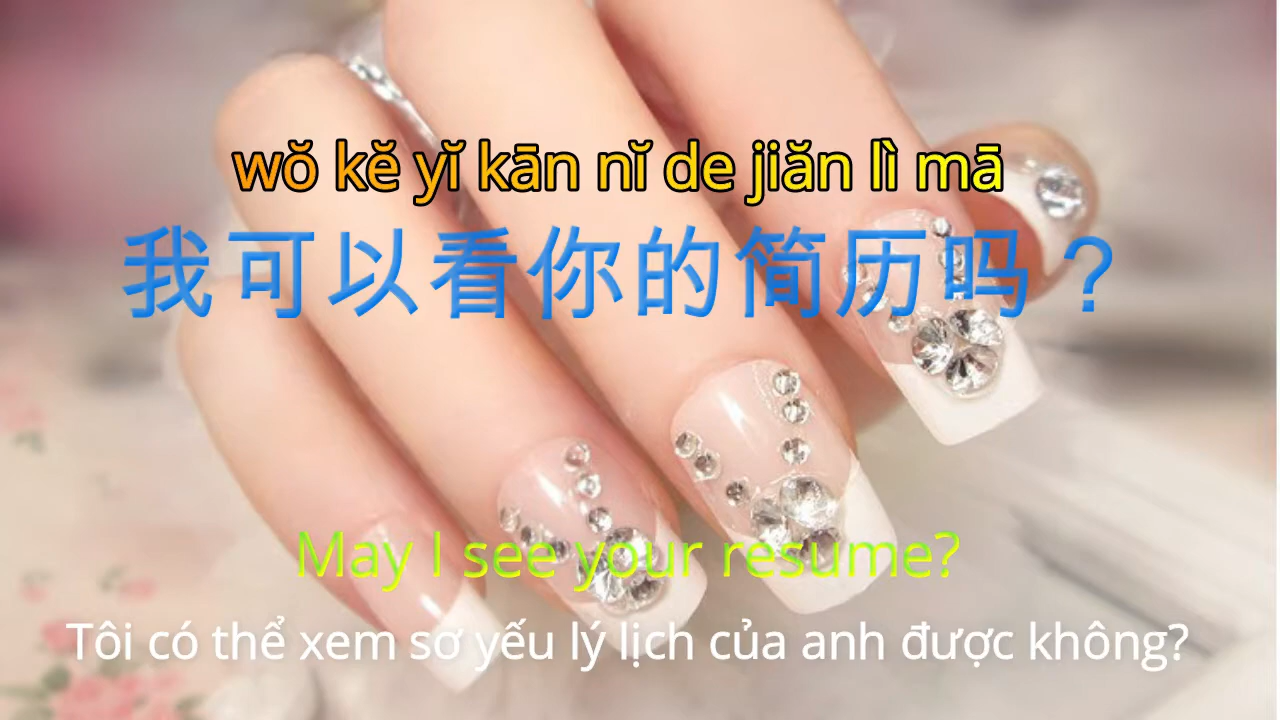 wǒ kě yǐ kān nǐ de jiǎn lì mā
我可以看你的简历吗？
May I see your resume?
Tôi có thể xem sơ yếu lý lịch của anh được không?